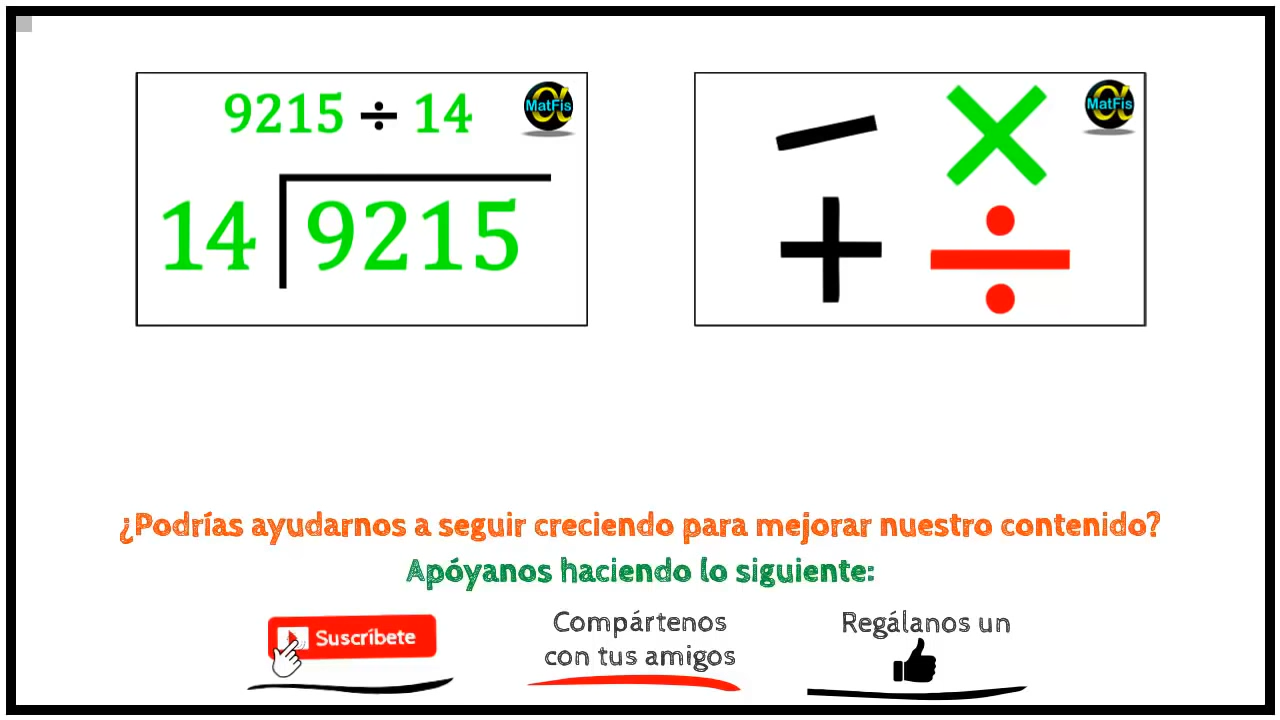 9215 ÷ 14
MatFis
14 9215
MatFis
− ×
+ ÷
¿Podrías ayudarnos a seguir creciendo para mejorar nuestro contenido?
Apóyanos haciendo lo siguiente:
Suscríbete
Compártenos
con tus amigos
Regálanos un